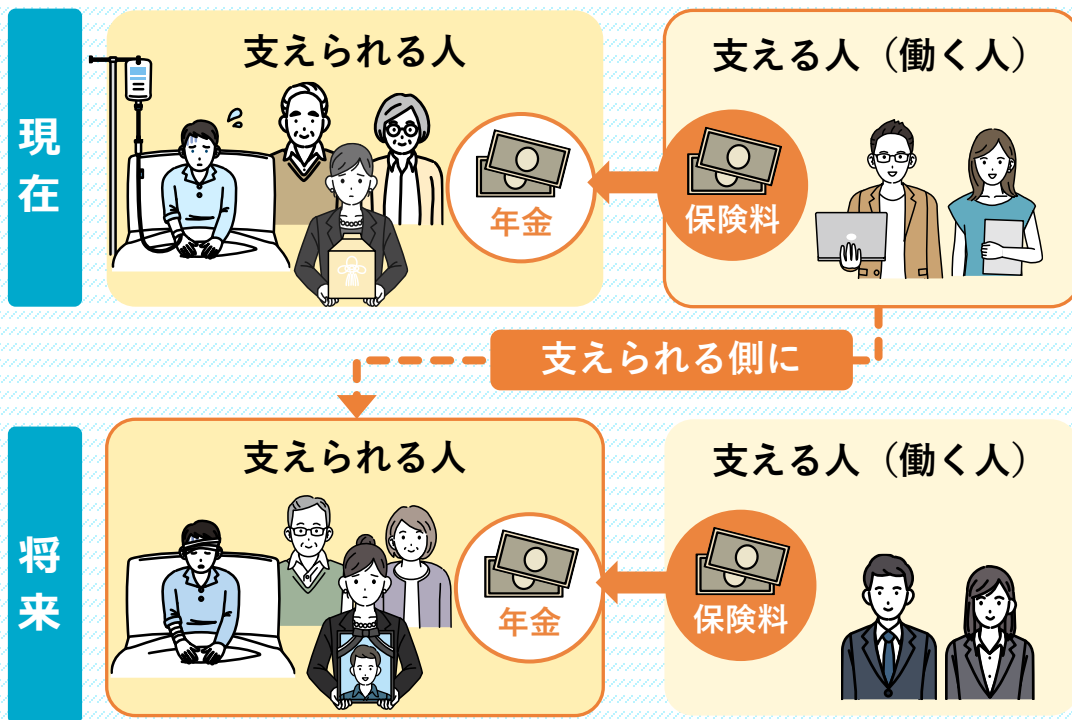 現在
支えられる人
年金
保険料
支える人（働く人）
支えられる側に
将来
支えられる人
年金
保険料
支える人（働く人）